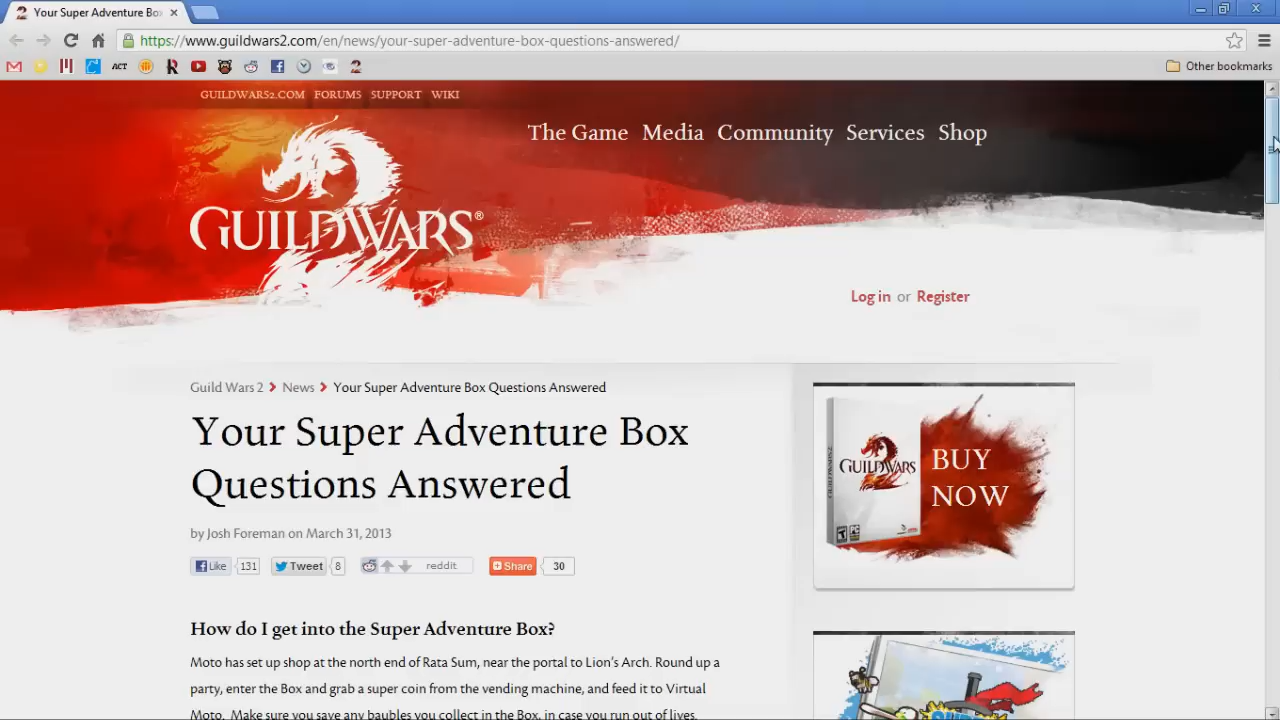 Your Super Adventure Bo
https://www.guildwars2.com/en/news/your-super-adventure-box-questions-answered/
ACT
Other bookmarks
GUILDWARS2.COM FORUMS SUPPORT WIKI
The Game Media Community Services Shop
GUILDWARS®
Log in or Register
Guild Wars 2 News Your Super Adventure Box Questions Answered
Your Super Adventure Box
Questions Answered
by Josh Foreman on March 31, 2013
Like 131 Tweet 8 reddit Share 30
GUILDWARS
BUY
NOW
How do I get into the Super Adventure Box?
Moto has set up shop at the north end of Rata Sum, near the portal to Lion's Arch. Round up a
party, enter the Box and grab a super coin from the vending machine, and feed it to Virtual
Moto. Make sure you save any baubles you collect in the Box, in case you run out of lives,